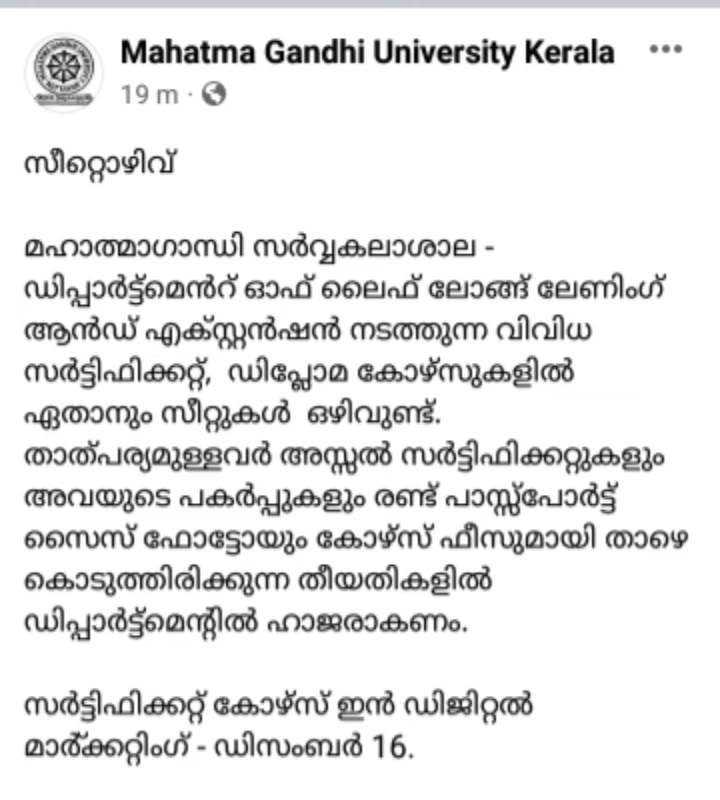 Mahatma Gandhi University Kerala
19 m ·
സീറ്റൊഴിവ്
മഹാത്മാഗാന്ധി സർവ്വകലാശാല -
ഡിപ്പാർട്ട്മെൻറ് ഓഫ് ലൈഫ് ലോങ്ങ് ലേണിംഗ്
ആൻഡ് എക്സ്റ്റൻഷൻ നടത്തുന്ന വിവിധ
സർട്ടിഫിക്കറ്റ്, ഡിപ്ലോമ കോഴ്സുകളിൽ
ഏതാനും സീറ്റുകൾ ഒഴിവുണ്ട്.
താത്പര്യമുള്ളവർ അസ്സൽ സർട്ടിഫിക്കറ്റുകളും
അവയുടെ പകർപ്പുകളും രണ്ട് പാസ്സ്പോർട്ട്
സൈസ് ഫോട്ടോയും കോഴ്സ് ഫീസുമായി താഴെ
കൊടുത്തിരിക്കുന്ന തീയതികളിൽ
ഡിപ്പാർട്ട്മെന്റിൽ ഹാജരാകണം.
സർട്ടിഫിക്കറ്റ് കോഴ്സ് ഇൻ ഡിജിറ്റൽ
മാർക്കറ്റിംഗ് - ഡിസംബർ 16.